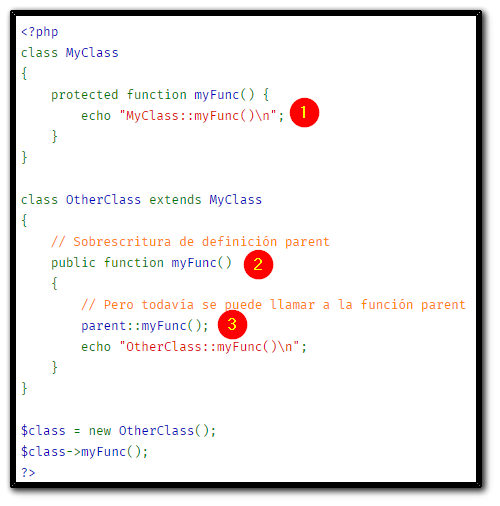 <?php
class MyClass
{
    protected function myFunc() {
        echo "MyClass::myFunc()\n"; 1
    }
}

class OtherClass extends MyClass
{
    // Sobrescritura de definición parent
    public function myFunc() 2
    {
        // Pero todavía se puede llamar a la función parent
        parent::myFunc(); 3
        echo "OtherClass::myFunc()\n";
    }
}

$class = new OtherClass();
$class->myFunc();
?>